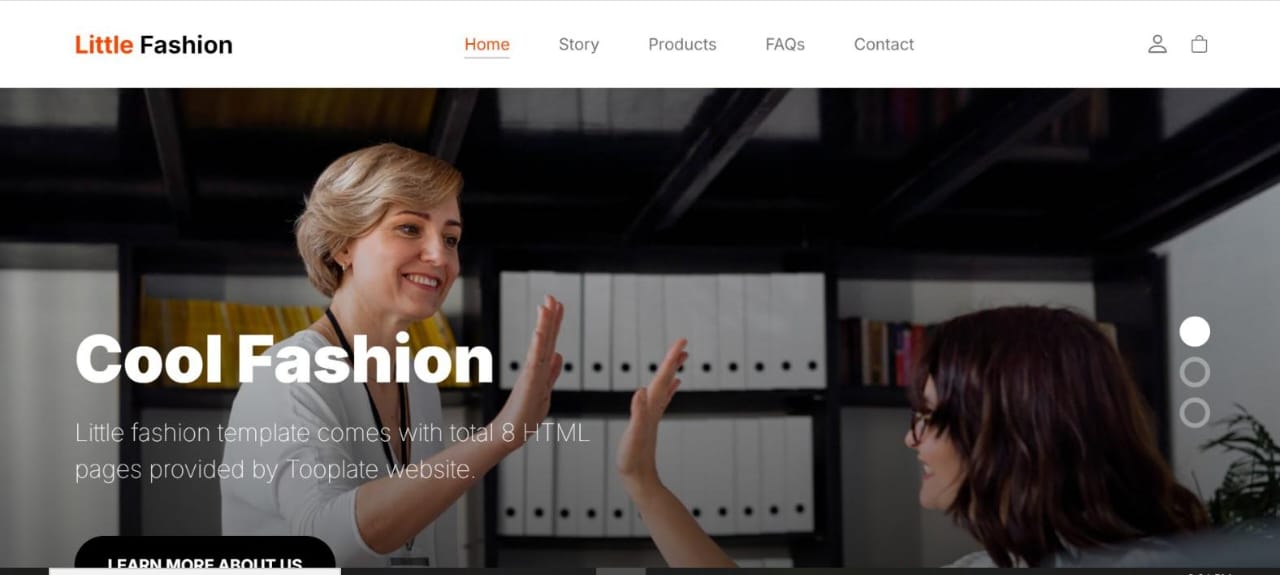 Little Fashion
Home
Story
Products
FAQs
Contact
Cool Fashion
Little fashion template comes with total 8 HTML
pages provided by Tooplate website.
LEARN MORE ABOUT US